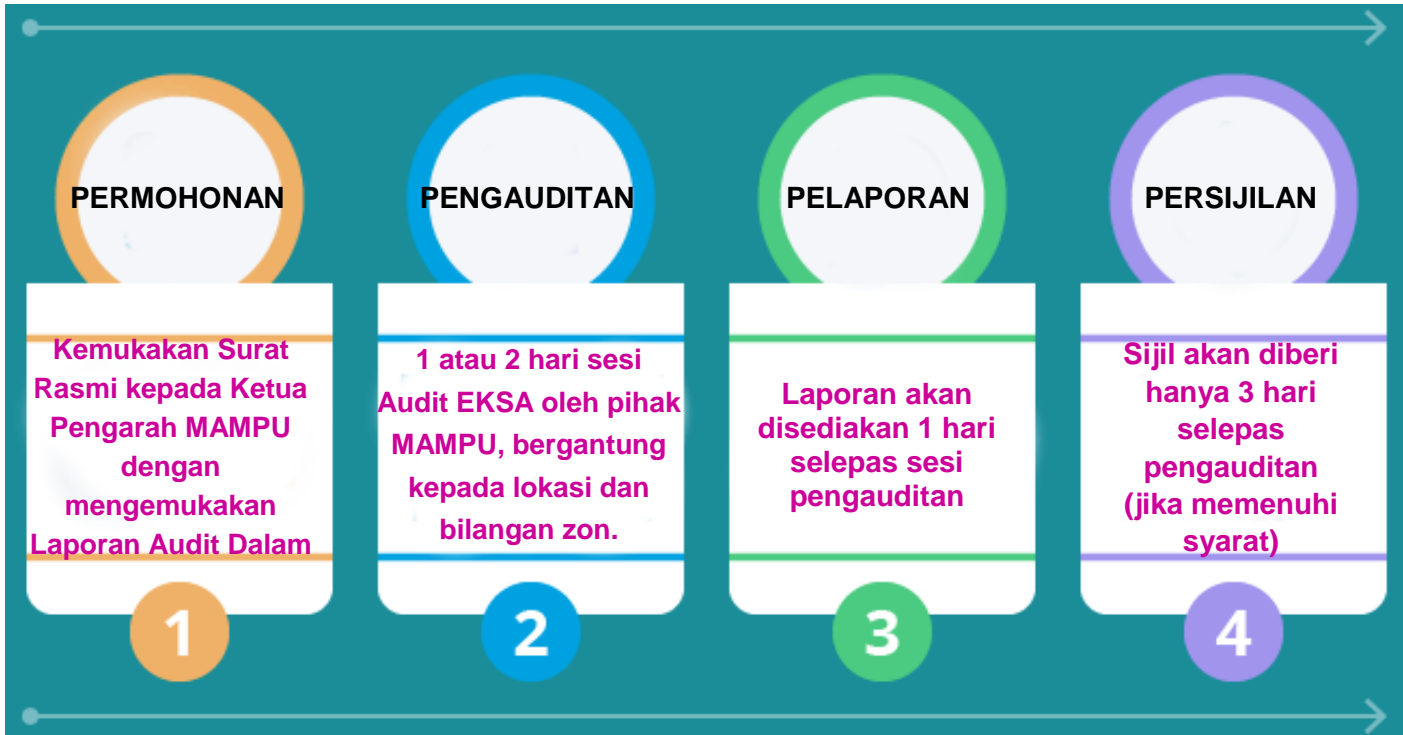 PERMOHONAN
Kemukakan Surat
Rasmi kepada Ketua
Pengarah MAMPU
dengan
mengemukakan
Laporan Audit Dalam
1
PENGAUDITAN
1 atau 2 hari sesi
Audit EKSA oleh pihak
MAMPU, bergantung
kepada lokasi dan
bilangan zon.
2
PELAPORAN
Laporan akan
disediakan 1 hari
selepas sesi
pengauditan
3
PERSIJILAN
Sijil akan diberi
hanya 3 hari
selepas
pengauditan
(jika memenuhi
syarat)
4